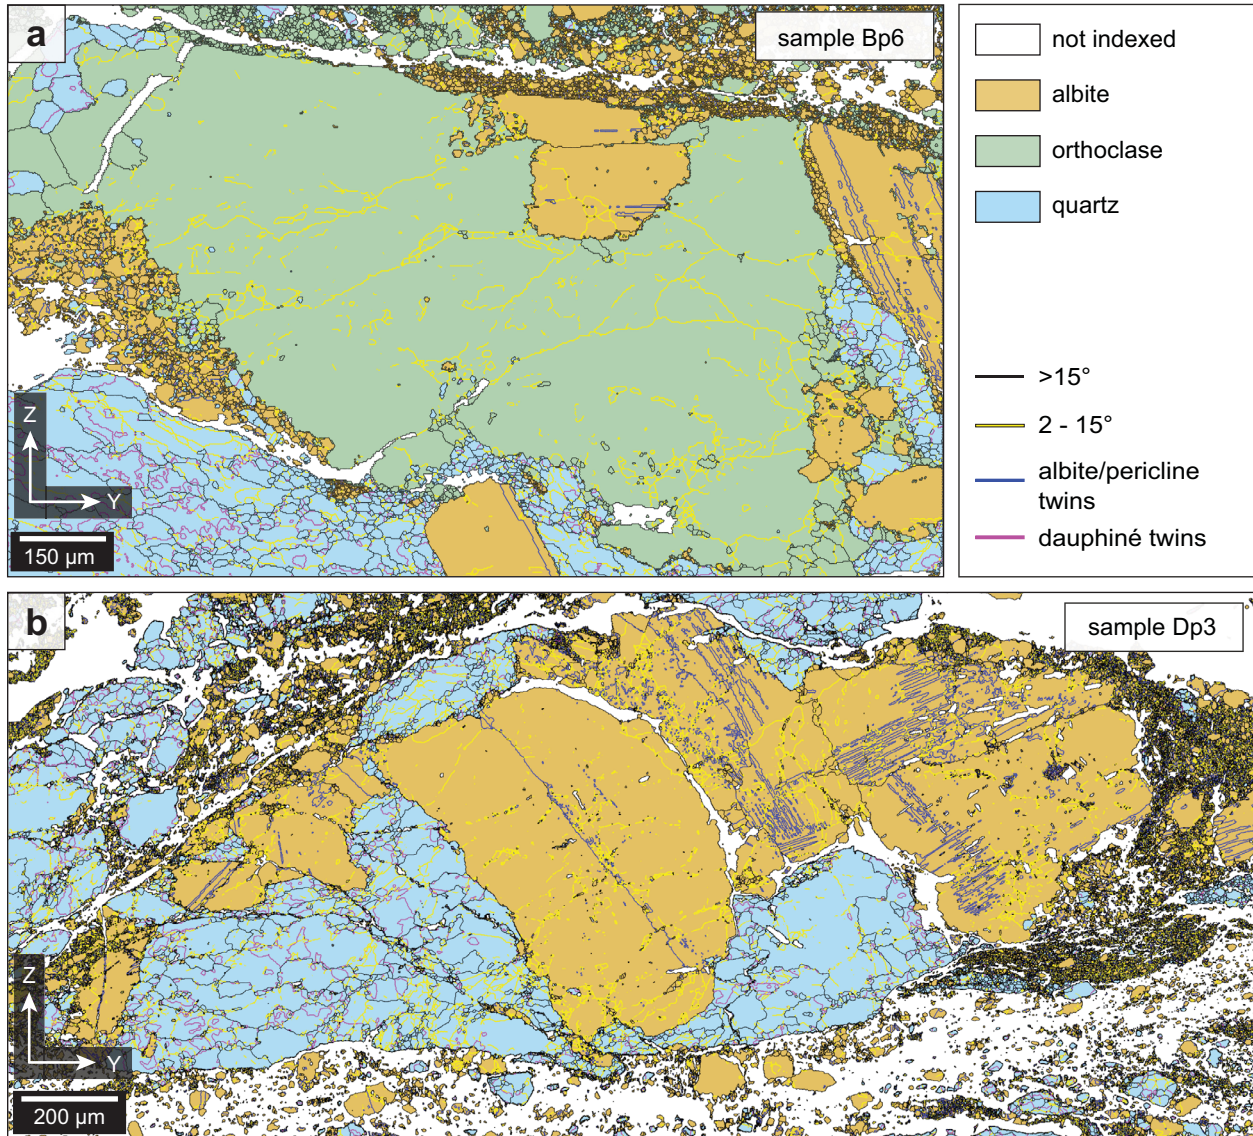 a
sample Bp6
Z
Y
150 µm
not indexed
albite
orthoclase
quartz
>15°
2 - 15°
albite/pericline
twins
dauphiné twins
b
sample Dp3
Z
Y
200 µm